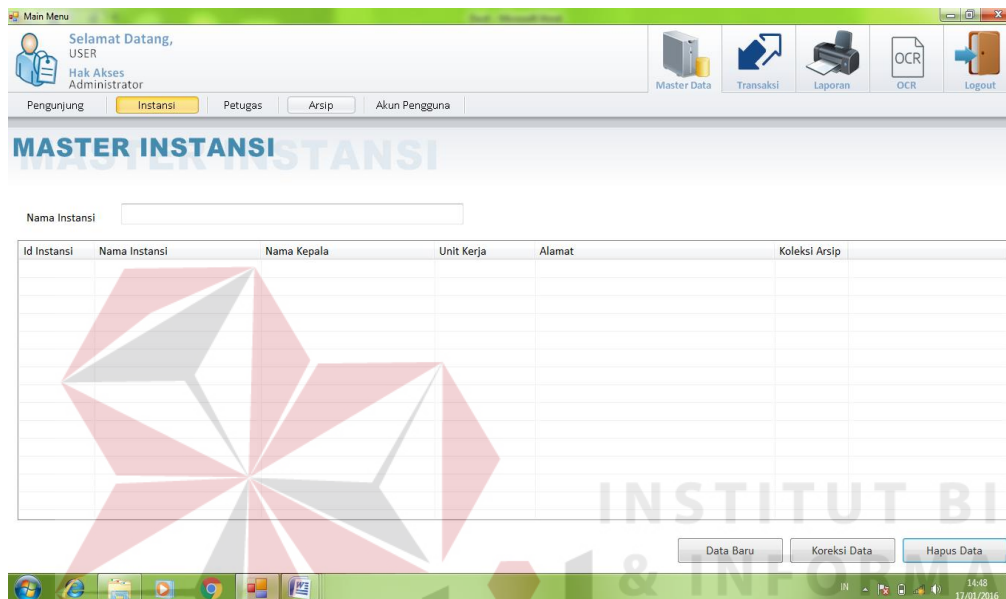 Main Menu
Selamat Datang,
USER
Hak Akses
Administrator
Master Data
Transaksi
Laporan
OCR
OCR
Logout
Pengunjung
Instansi
Petugas
Arsip
Akun Pengguna
MASTER INSTANSI
Nama Instansi
Id Instansi
Nama Instansi
Nama Kepala
Unit Kerja
Alamat
Koleksi Arsip
INSTITUT BI
Data Baru
Koreksi Data
Hapus Data
& INFORMA
IN
14:48
17/01/2016